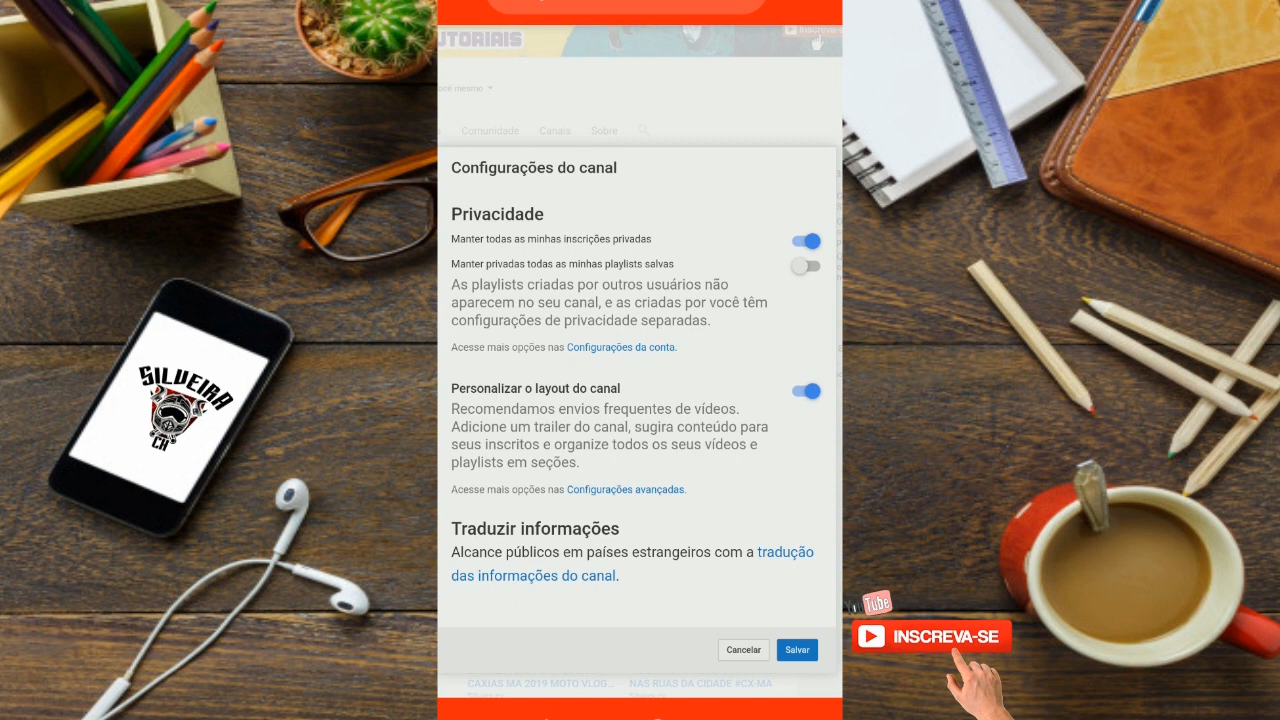 UTORIAIS
INSCREVA-SE
ocê mesmo
Comunidade Canais Sobre
Configurações do canal
Privacidade
Manter todas as minhas inscrições privadas
Manter privadas todas as minhas playlists salvas
As playlists criadas por outros usuários não
aparecem no seu canal, e as criadas por você têm
configurações de privacidade separadas.
Acesse mais opções nas Configurações da conta.
Personalizar o layout do canal
Recomendamos envios frequentes de vídeos.
Adicione um trailer do canal, sugira conteúdo para
seus inscritos e organize todos os seus vídeos e
playlists em seções.
Acesse mais opções nas Configurações avançadas.
Traduzir informações
Alcance públicos em países estrangeiros com a tradução
das informações do canal.
Cancelar Salvar
CAXIAS MA 2019 MOTO VLOG... NAS RUAS DA CIDADE #CX-MA
SILVEIRA
CX
YouTube
INSCREVA-SE